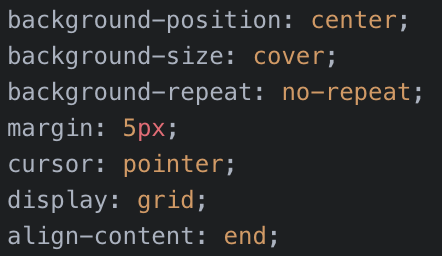 background-position: center;
background-size: cover;
background-repeat: no-repeat;
margin: 5px;
cursor: pointer;
display: grid;
align-content: end;